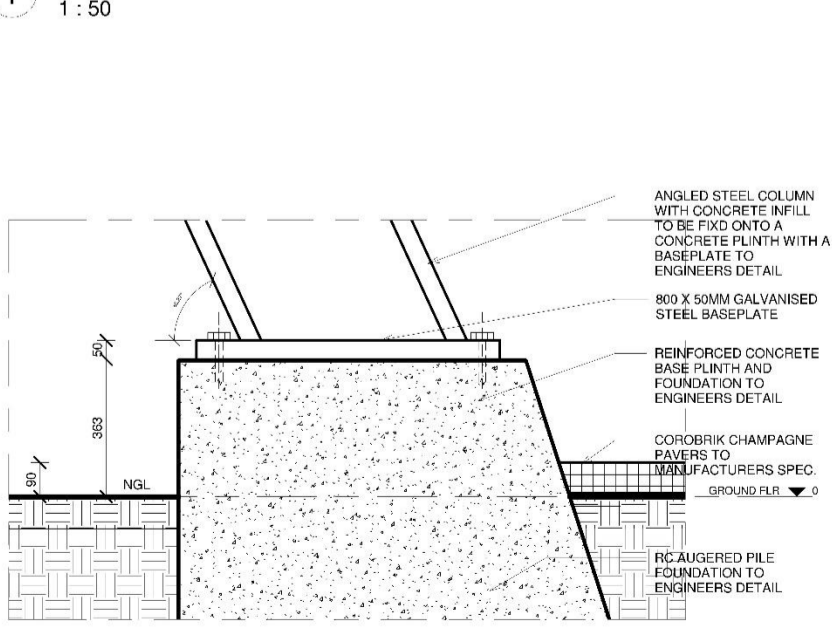 1 : 50
ANGLED STEEL COLUMN
WITH CONCRETE INFILL
TO BE FIXD ONTO A
CONCRETE PLINTH WITH A
BASEPLATE TO
ENGINEERS DETAIL
800 X 50MM GALVANISED
STEEL BASEPLATE
50
REINFORCED CONCRETE
BASE PLINTH AND
FOUNDATION TO
ENGINEERS DETAIL
363
COROBRIK CHAMPAGNE
PAVERS TO
MANUFACTURERS SPEC.
90
NGL
GROUND FLR 0
RC AUGERED PILE
FOUNDATION TO
ENGINEERS DETAIL